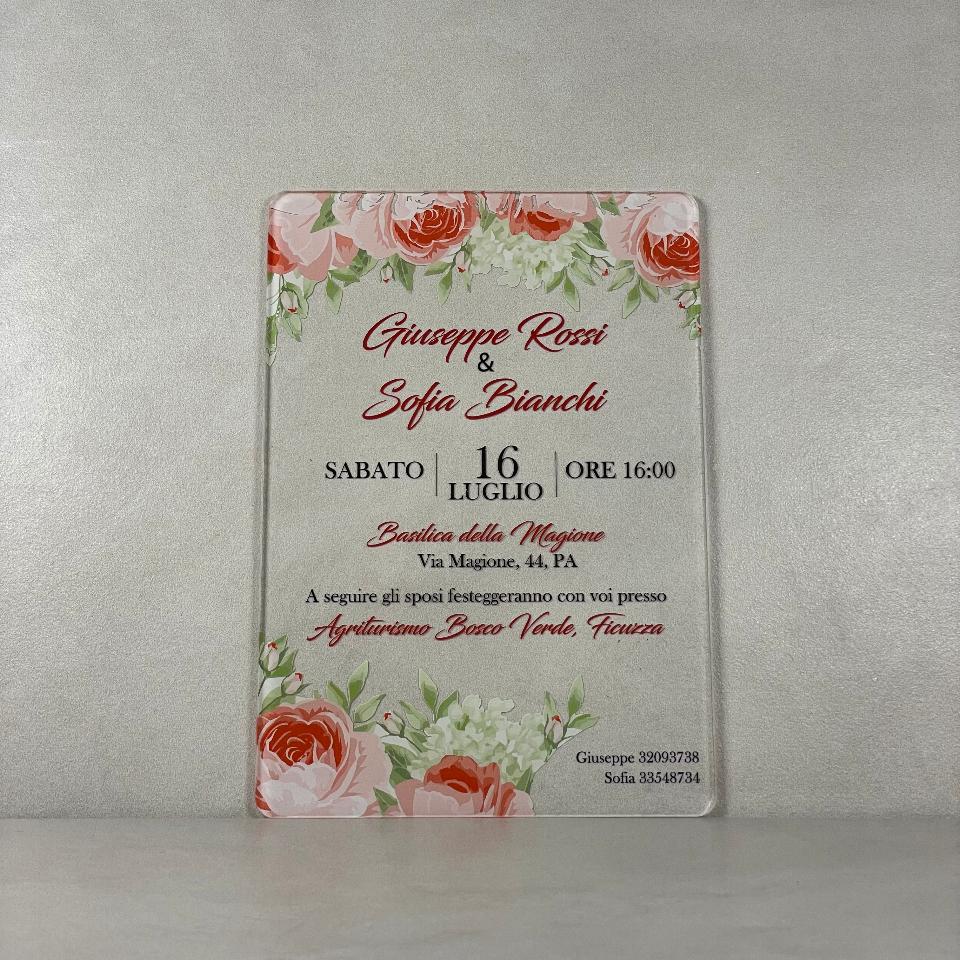 Giuseppe Rossi
&
Sofia Bianchi
SABATO 16 LUGLIO ORE 16:00
Basilica della Magione
Via Magione, 44, PA
A seguire gli sposi festeggeranno con voi presso
Agriturismo Bosco Verde, Ficuzza
Giuseppe 32093738
Sofia 33548734